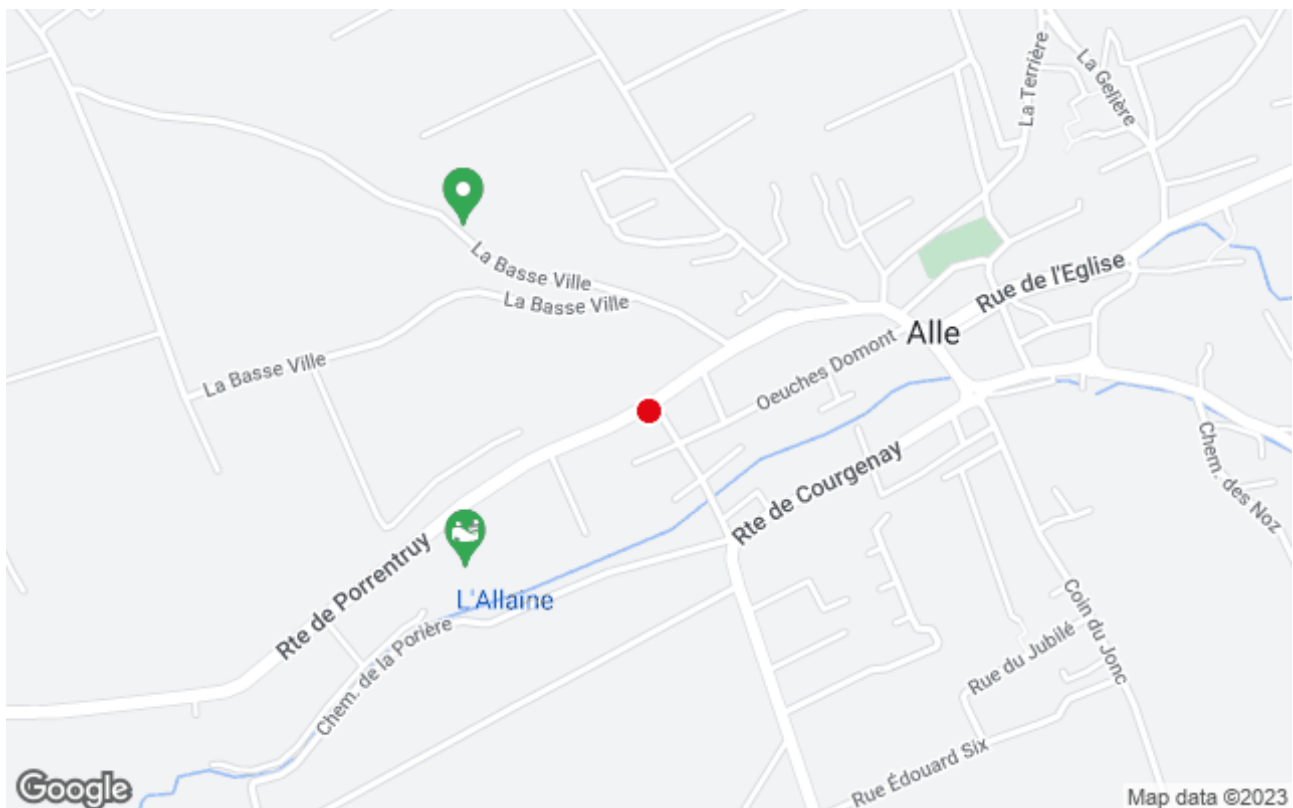 La Terrière
La Gelière
La Basse Ville
La Basse Ville
La Basse Ville
Rue de l'Eglise
Alle
Oeuches Domont
Rte de Courgenay
Chem. des Noz
Rte de Porrentruy
L'Allaine
Chem. de la Porière
Coin du Jonc
Rue du Jubilé
Rue Édouard Six
Google
Map data ©2023